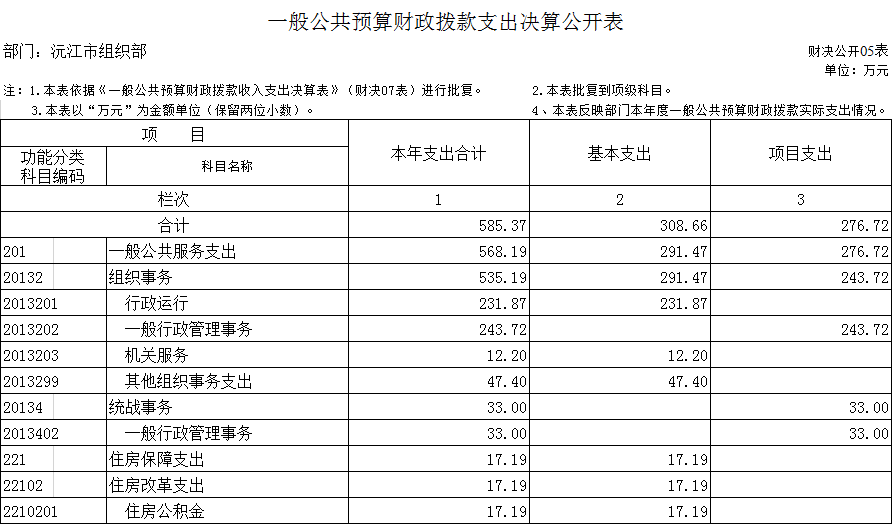 一般公共预算财政拨款支出决算公开表
部门：沅江市组织部 财决公开05表
单位：万元
注：1.本表依据《一般公共预算财政拨款收入支出决算表》（财决07表）进行批复。 2.本表批复到项级科目。
3.本表以“万元”为金额单位（保留两位小数）。 4、本表反映部门本年度一般公共预算财政拨款实际支出情况。
项 目 本年支出合计 基本支出 项目支出
功能分类科目编码 科目名称
栏次 1 2 3
合计 585.37 308.66 276.72
201 一般公共服务支出 568.19 291.47 276.72
20132 组织事务 535.19 291.47 243.72
2013201 行政运行 231.87 231.87
2013202 一般行政管理事务 243.72 243.72
2013203 机关服务 12.20 12.20
2013299 其他组织事务支出 47.40 47.40
20134 统战事务 33.00 33.00
2013402 一般行政管理事务 33.00 33.00
221 住房保障支出 17.19 17.19
22102 住房改革支出 17.19 17.19
2210201 住房公积金 17.19 17.19